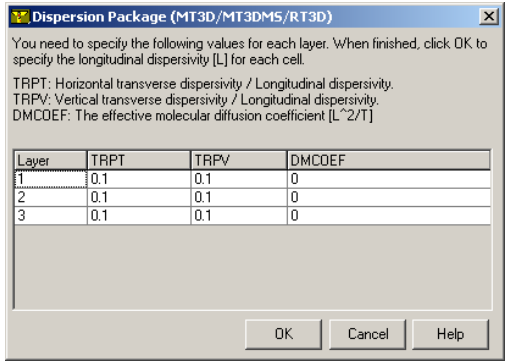 Dispersion Package (MT3D/MT3DMS/RT3D)
You need to specify the following values for each layer. When finished, click OK to
specify the longitudinal dispersivity [L] for each cell.
TRPT: Horizontal transverse dispersivity / Longitudinal dispersivity.
TRPV: Vertical transverse dispersivity / Longitudinal dispersivity.
DMCOEF: The effective molecular diffusion coefficient [L^2/T]
Layer TRPT TRPV DMCOEF
1 0.1 0.1 0
2 0.1 0.1 0
3 0.1 0.1 0
OK Cancel Help